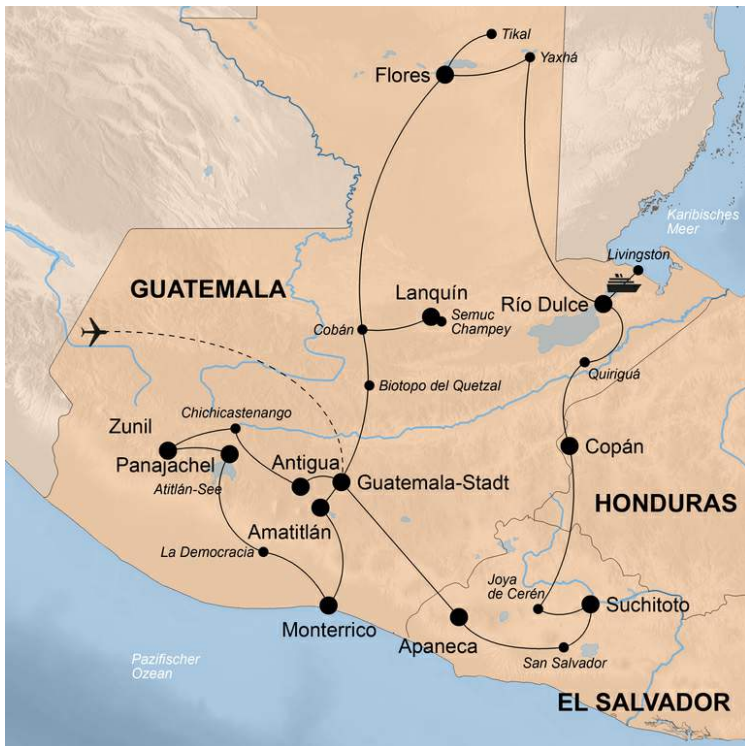 Tikal
Yaxhá
Flores
Karibisches
Meer
Livingston
GUATEMALA
Lanquín
Río Dulce
Semuc
Champey
Cobán
Quiriguá
Biotopo del Quetzal
Chichicastenango
Zunil
Copán
Panajachel
Antigua
Guatemala-Stadt
Atitlán-See
HONDURAS
Amatitlán
La Democracia
Joya
de Cerén
Suchitoto
Monterrico
Apaneca
San Salvador
Pazifischer
Ozean
EL SALVADOR